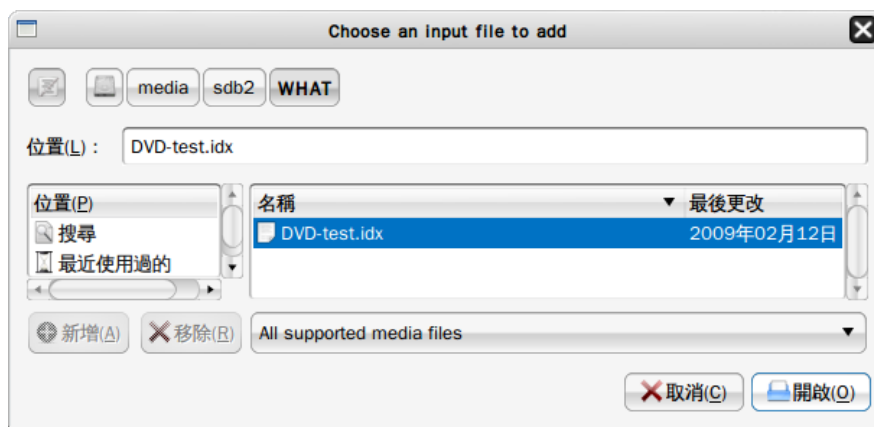 Choose an input file to add
media sdb2 WHAT
位置(L)： DVD-test.idx
位置(P) 名稱 最後更改
搜尋 DVD-test.idx 2009年02月12日
最近使用過的
新增(A) 移除(R) All supported media files
取消(C) 開啟(O)